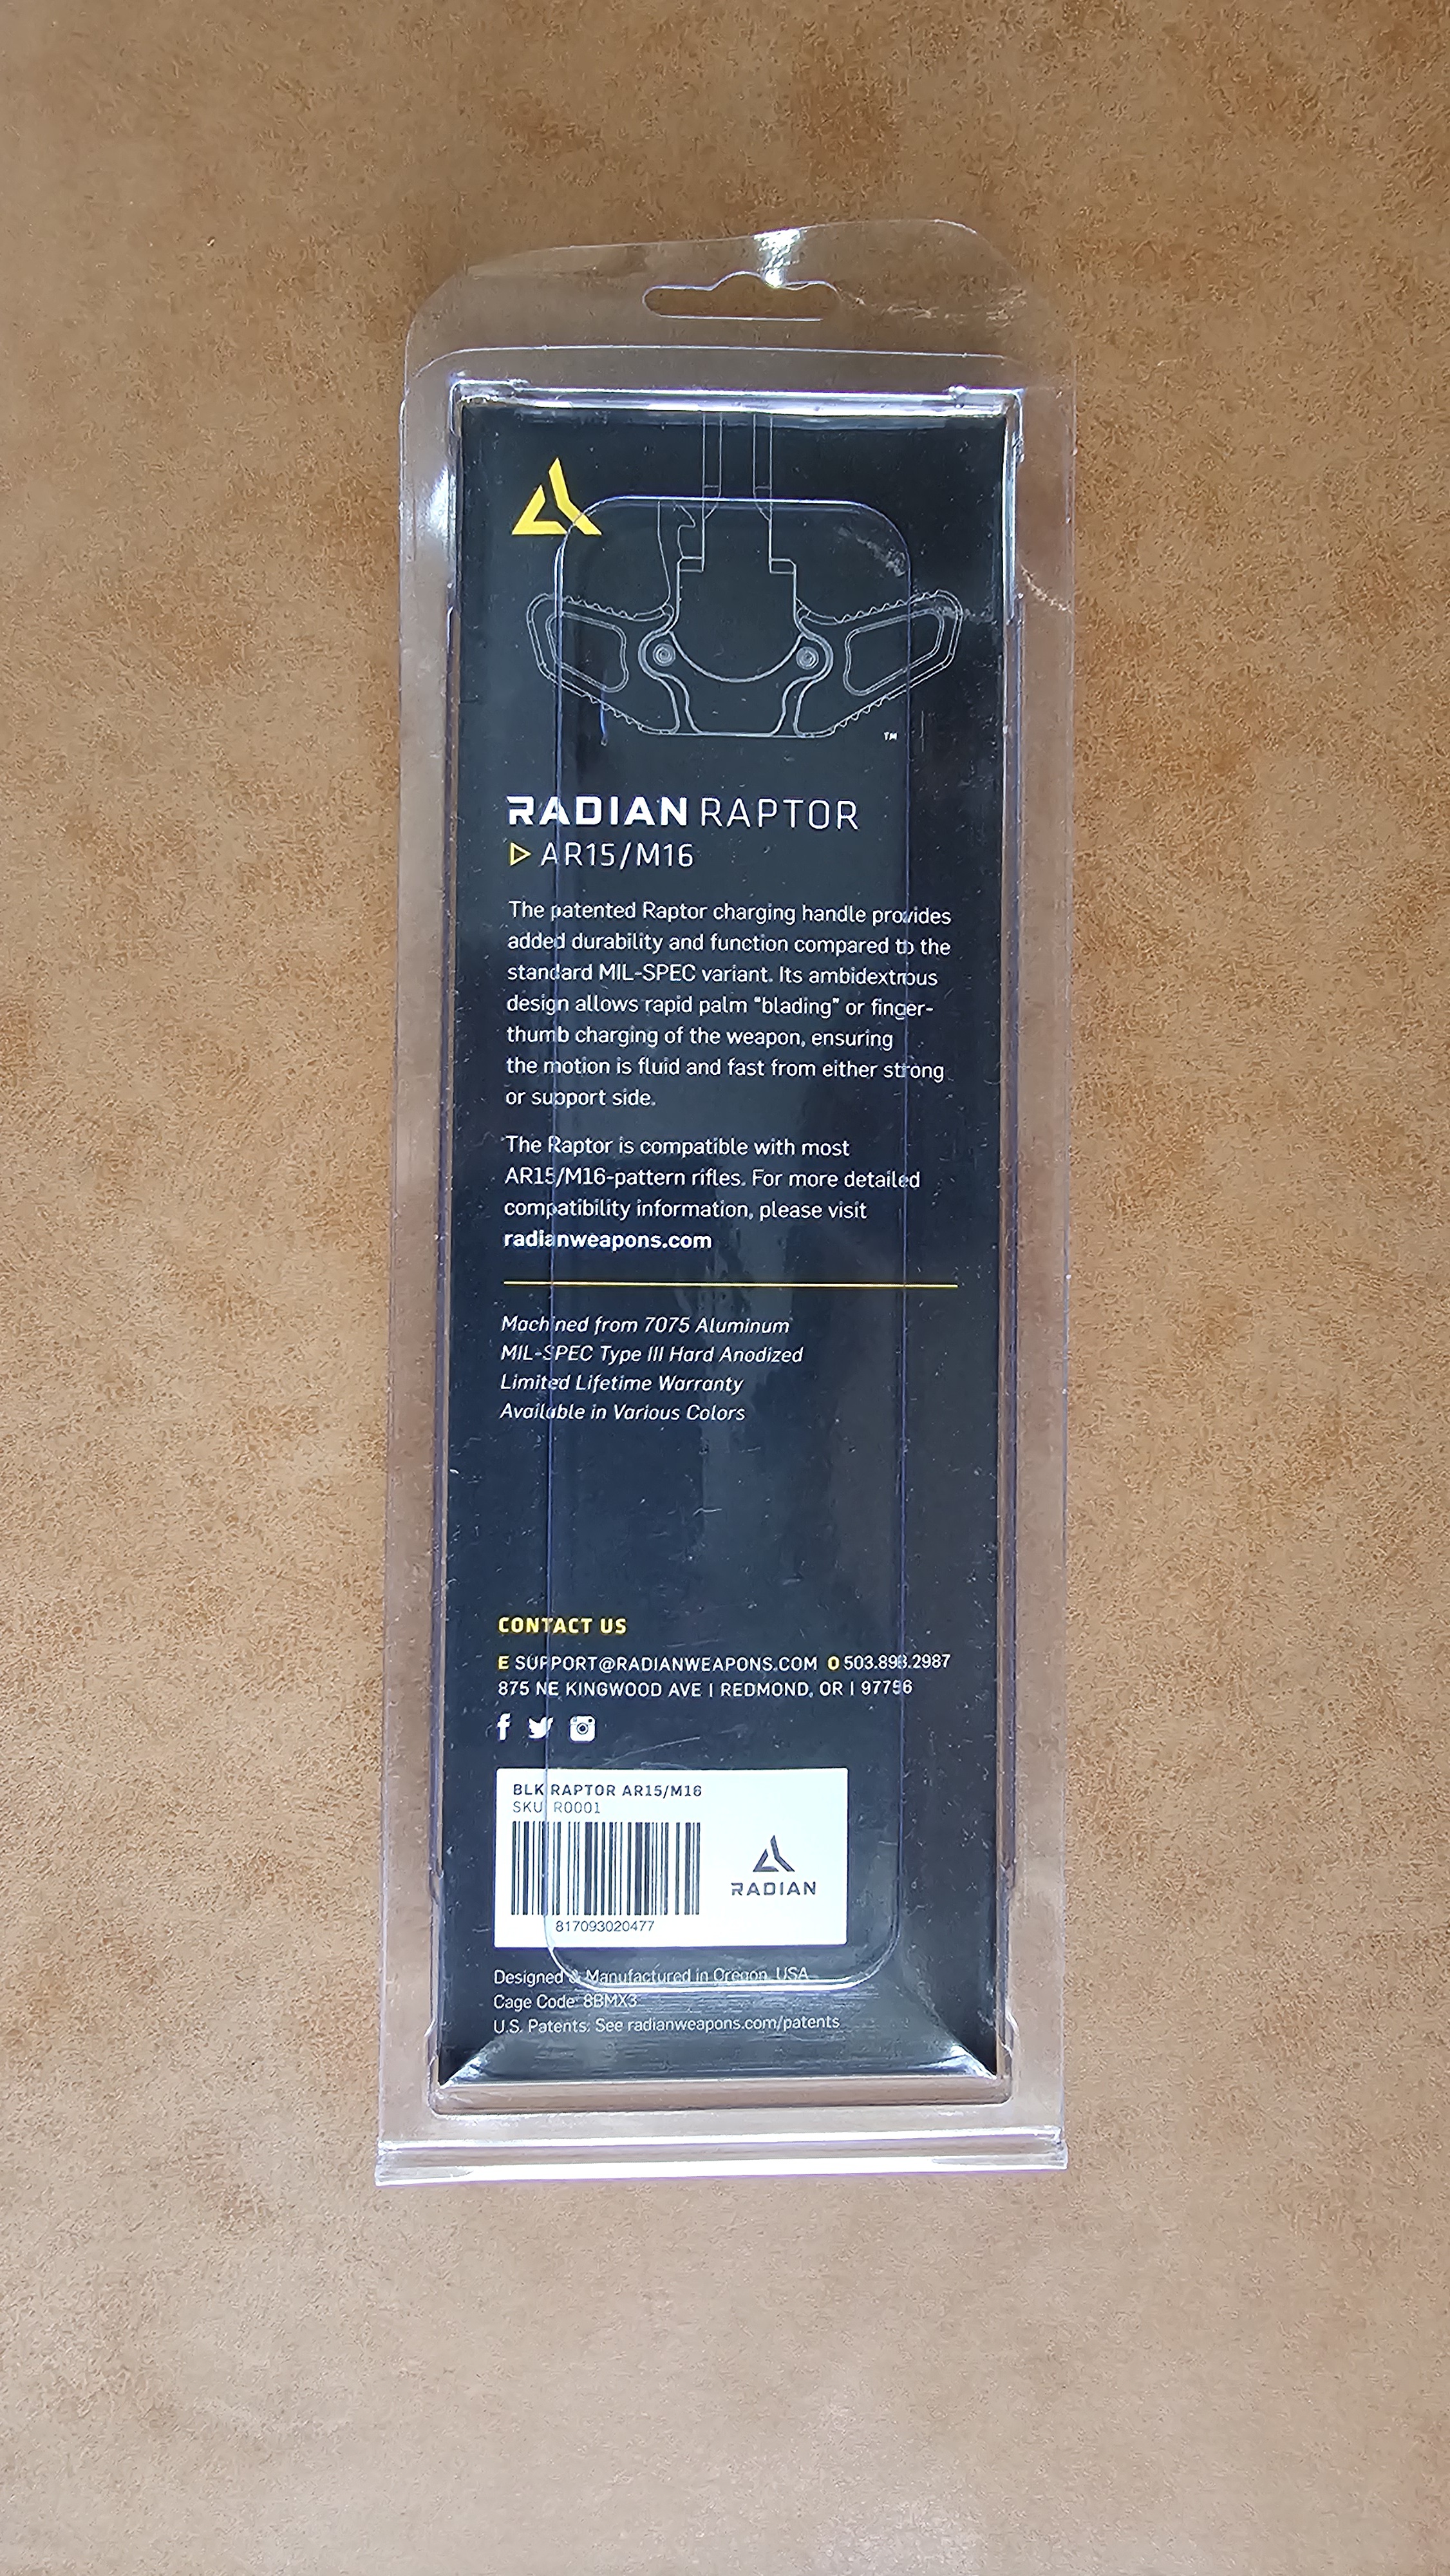 ™
RADIAN RAPTOR
AR15/M16
The patented Raptor charging handle provides
added durability and function compared to the
standard MIL-SPEC variant. Its ambidextrous
design allows rapid palm "blading" or finger-
thumb charging of the weapon, ensuring
the motion is fluid and fast from either strong
or support side.
The Raptor is compatible with most
AR15/M16-pattern rifles. For more detailed
compatibility information, please visit
radianweapons.com
Machined from 7075 Aluminum
MIL-SPEC Type III Hard Anodized
Limited Lifetime Warranty
Available in Various Colors
CONTACT US
E SUPPORT@RADIANWEAPONS.COM O 503.893.2987
875 NE KINGWOOD AVE | REDMOND, OR | 97756
BLK RAPTOR AR15/M16
SKU R0001
RADIAN
817093020477
Designed & Manufactured in Oregon, USA
Cage Code: 8BMX3
U.S. Patents: See radianweapons.com/patents